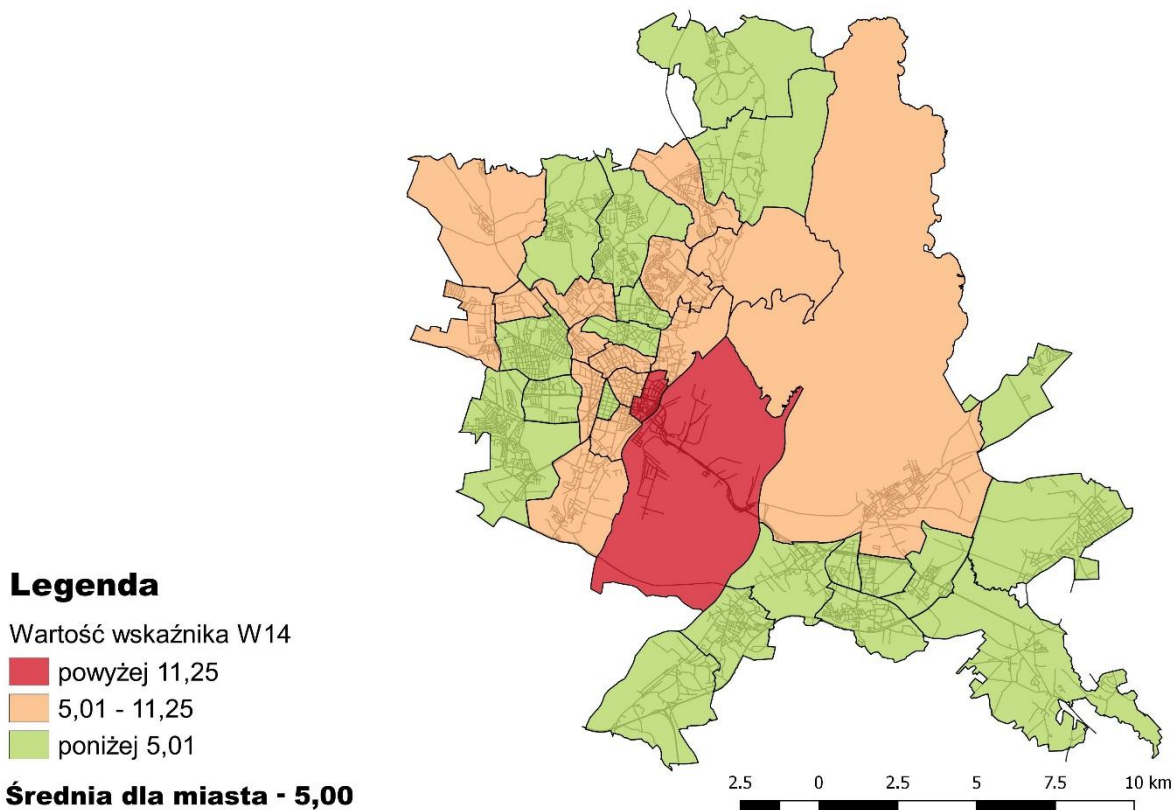 Legenda
Wartość wskaźnika W14
powyżej 11,25
5,01 - 11,25
poniżej 5,01
Średnia dla miasta - 5,00
2.5 0 2.5 5 7.5 10 km